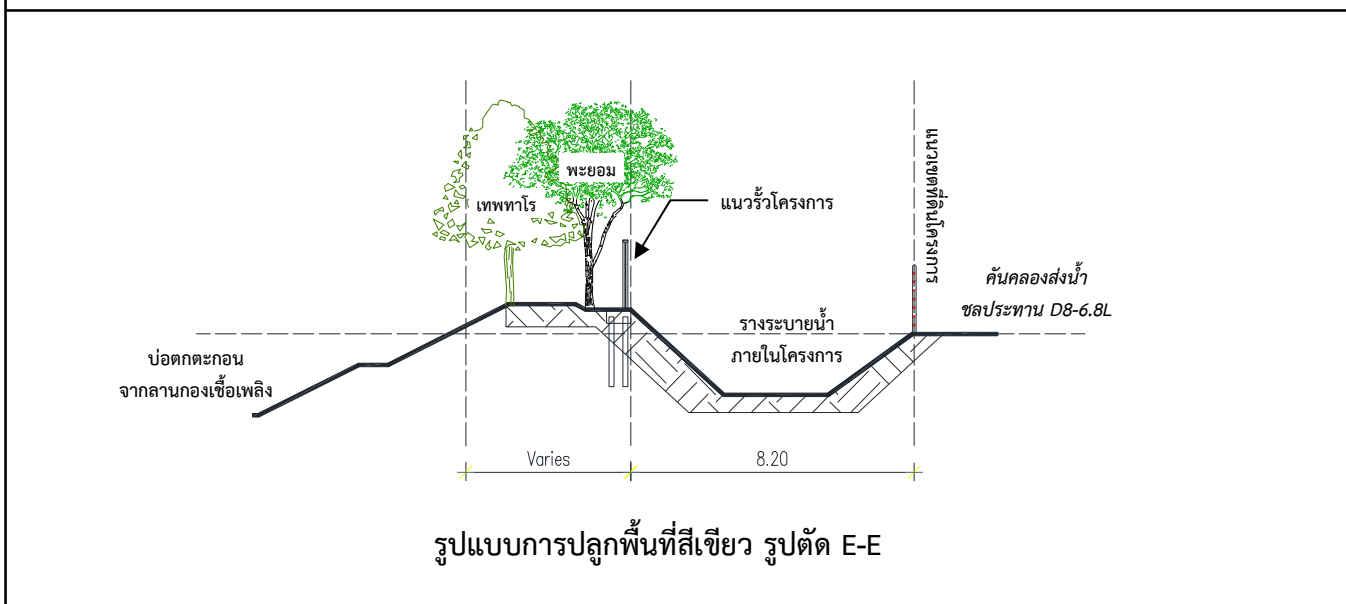 พะยอม
เทพทาโร
แนวรั้วโครงการ
แนวเขตที่ดินโครงการ
คันคลองส่งน้ำ
ชลประทาน D8-6.8L
รางระบายน้ำ
ภายในโครงการ
บ่อตกตะกอน
จากลานกองเชื้อเพลิง
Varies
8.20
รูปแบบการปลูกพื้นที่สีเขียว รูปตัด E-E